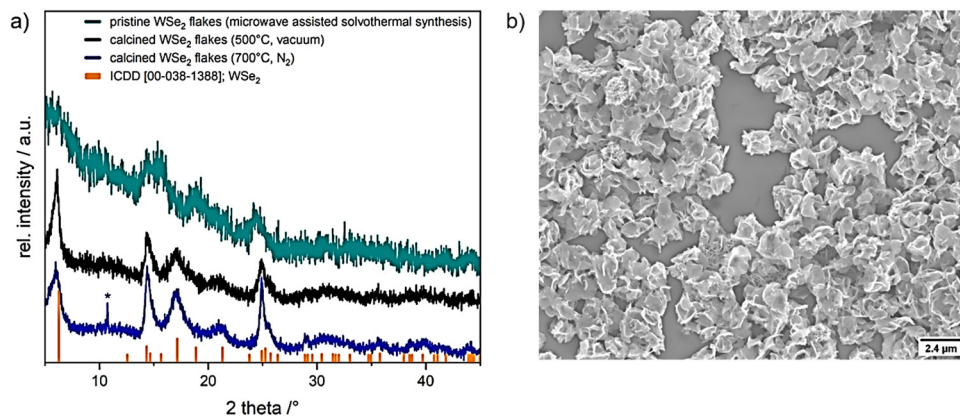 a)
pristine WSe₂ flakes (microwave assisted solvothermal synthesis)
calcined WSe₂ flakes (500°C, vacuum)
calcined WSe₂ flakes (700°C, N₂)
ICDD [00-038-1388]; WSe₂
rel. intensity / a.u.
*
10 20 30 40
2 theta /°
b)
2.4 µm